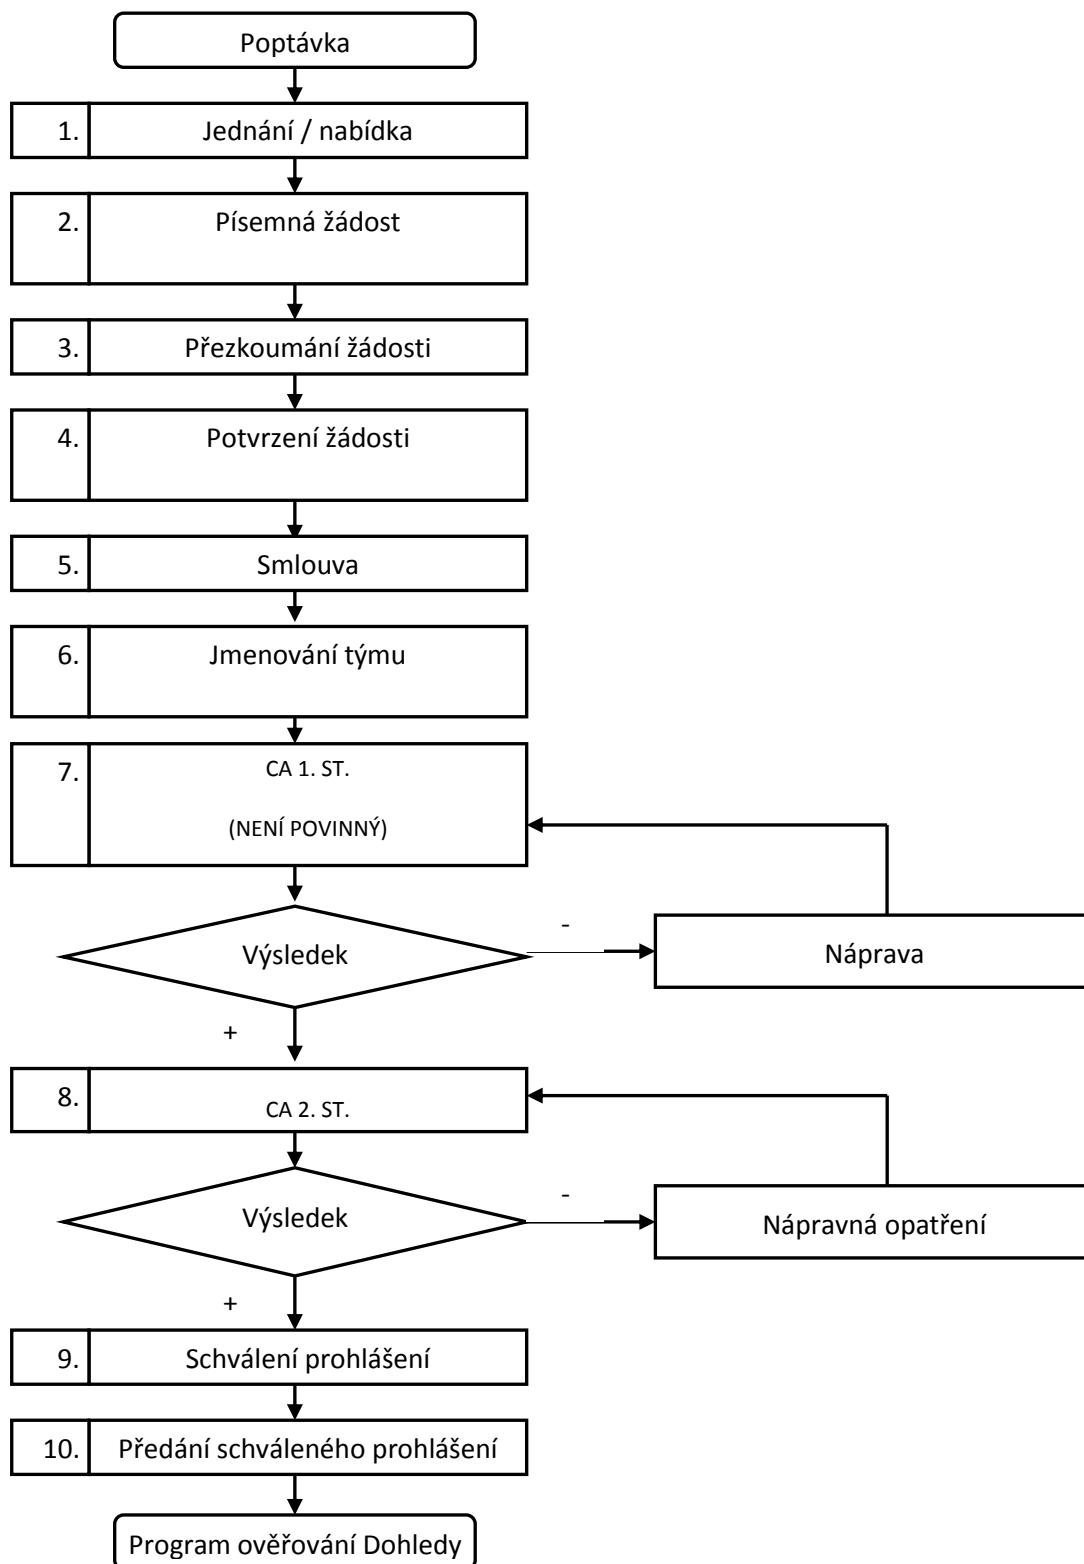 Poptávka
1. Jednání / nabídka
2. Písemná žádost
3. Přezkoumání žádosti
4. Potvrzení žádosti
5. Smlouva
6. Jmenování týmu
7. CA 1. ST.
(NENÍ POVINNÝ)
Výsledek
-
Náprava
+
8. CA 2. ST.
Výsledek
-
Nápravná opatření
+
9. Schválení prohlášení
10. Předání schváleného prohlášení
Program ověřování Dohledy